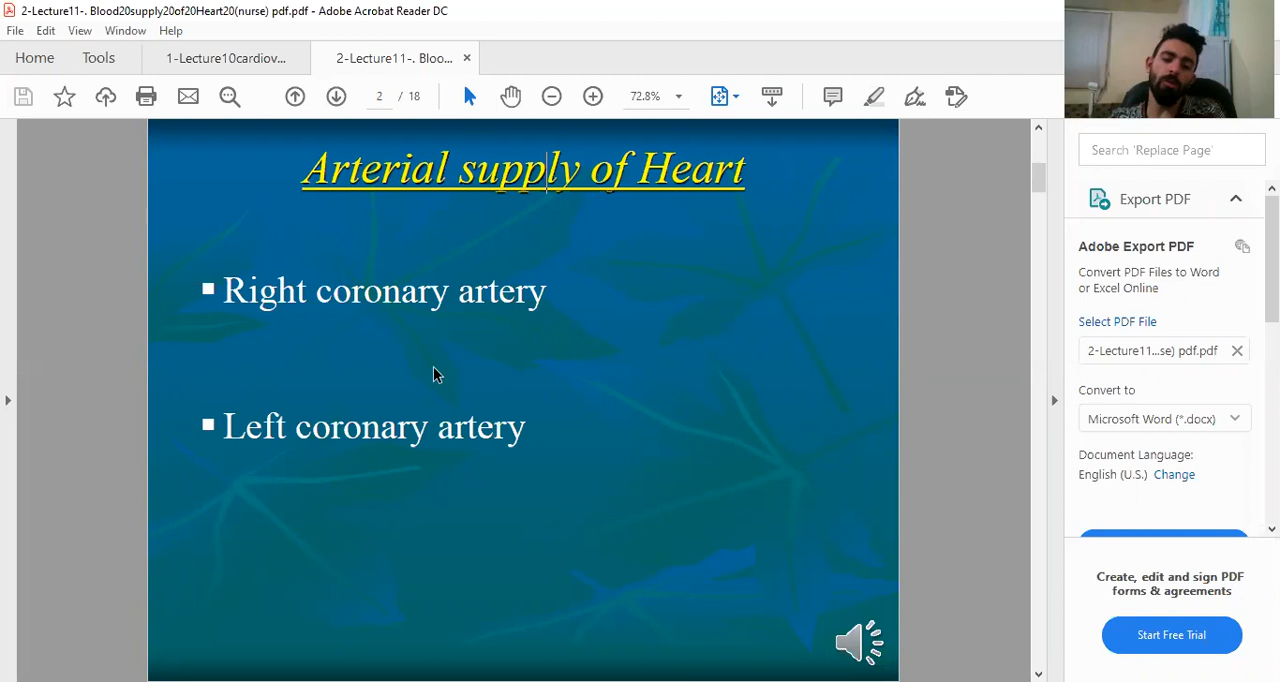 2-Lecture11-. Blood20supply20of20Heart20(nurse) pdf.pdf - Adobe Acrobat Reader DC
File Edit View Window Help
Home Tools 1-Lecture10cardiov... 2-Lecture11-. Bloo... ×
2 / 18 72.8%
Search 'Replace Page'
Arterial supply of Heart
▪ Right coronary artery
▪ Left coronary artery
Export PDF
Adobe Export PDF
Convert PDF Files to Word
or Excel Online
Select PDF File
2-Lecture11...se) pdf.pdf
Convert to
Microsoft Word (*.docx)
Document Language:
English (U.S.) Change
Create, edit and sign PDF
forms & agreements
Start Free Trial